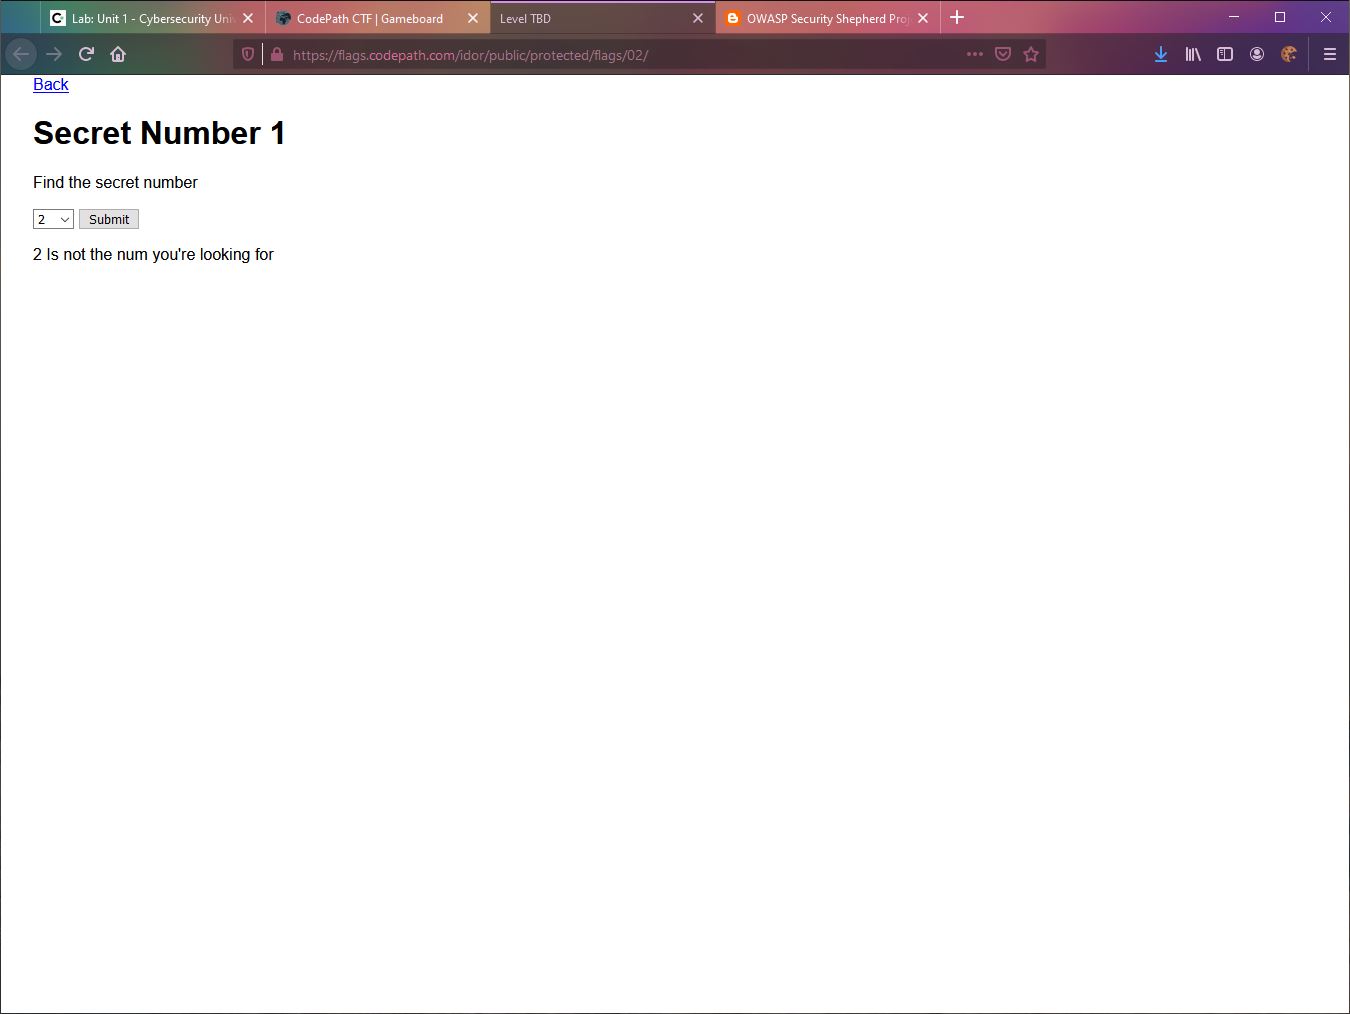 Lab: Unit 1 - Cybersecurity Uni
CodePath CTF | Gameboard
Level TBD
OWASP Security Shepherd Pro
https://flags.codepath.com/idor/public/protected/flags/02/
Back
Secret Number 1
Find the secret number
2 Submit
2 Is not the num you're looking for